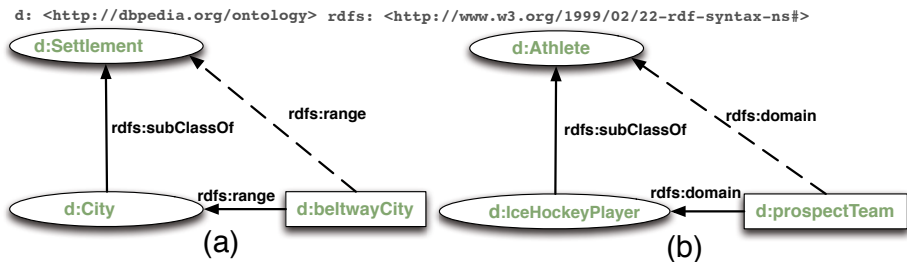 d: <http://dbpedia.org/ontology> rdfs: <http://www.w3.org/1999/02/22-rdf-syntax-ns#>
d:Settlement
rdfs:range
rdfs:subClassOf
rdfs:range
d:City
d:beltwayCity
(a)
d:Athlete
rdfs:domain
rdfs:subClassOf
rdfs:domain
d:IceHockeyPlayer
d:prospectTeam
(b)